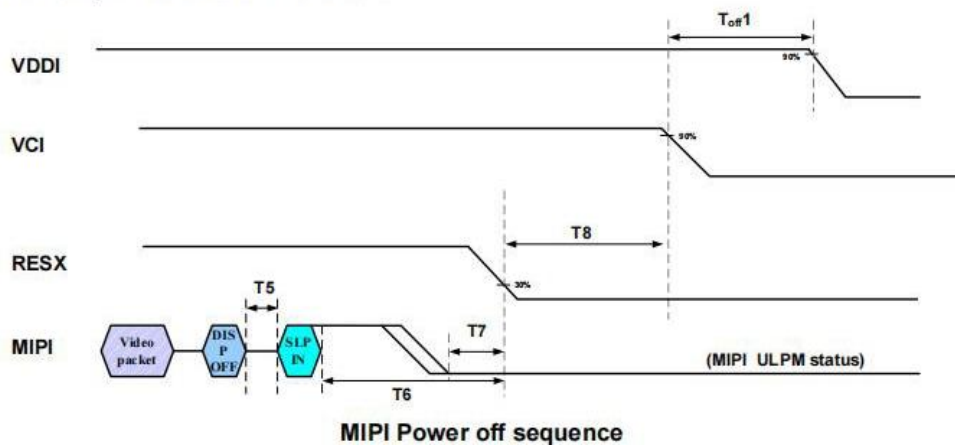 Toff1
VDDI
90%
VCI
90%
T8
RESX
30%
T5
T7
MIPI
Video
packet
DIS
P
OFF
SLP
IN
(MIPI ULPM status)
T6
MIPI Power off sequence